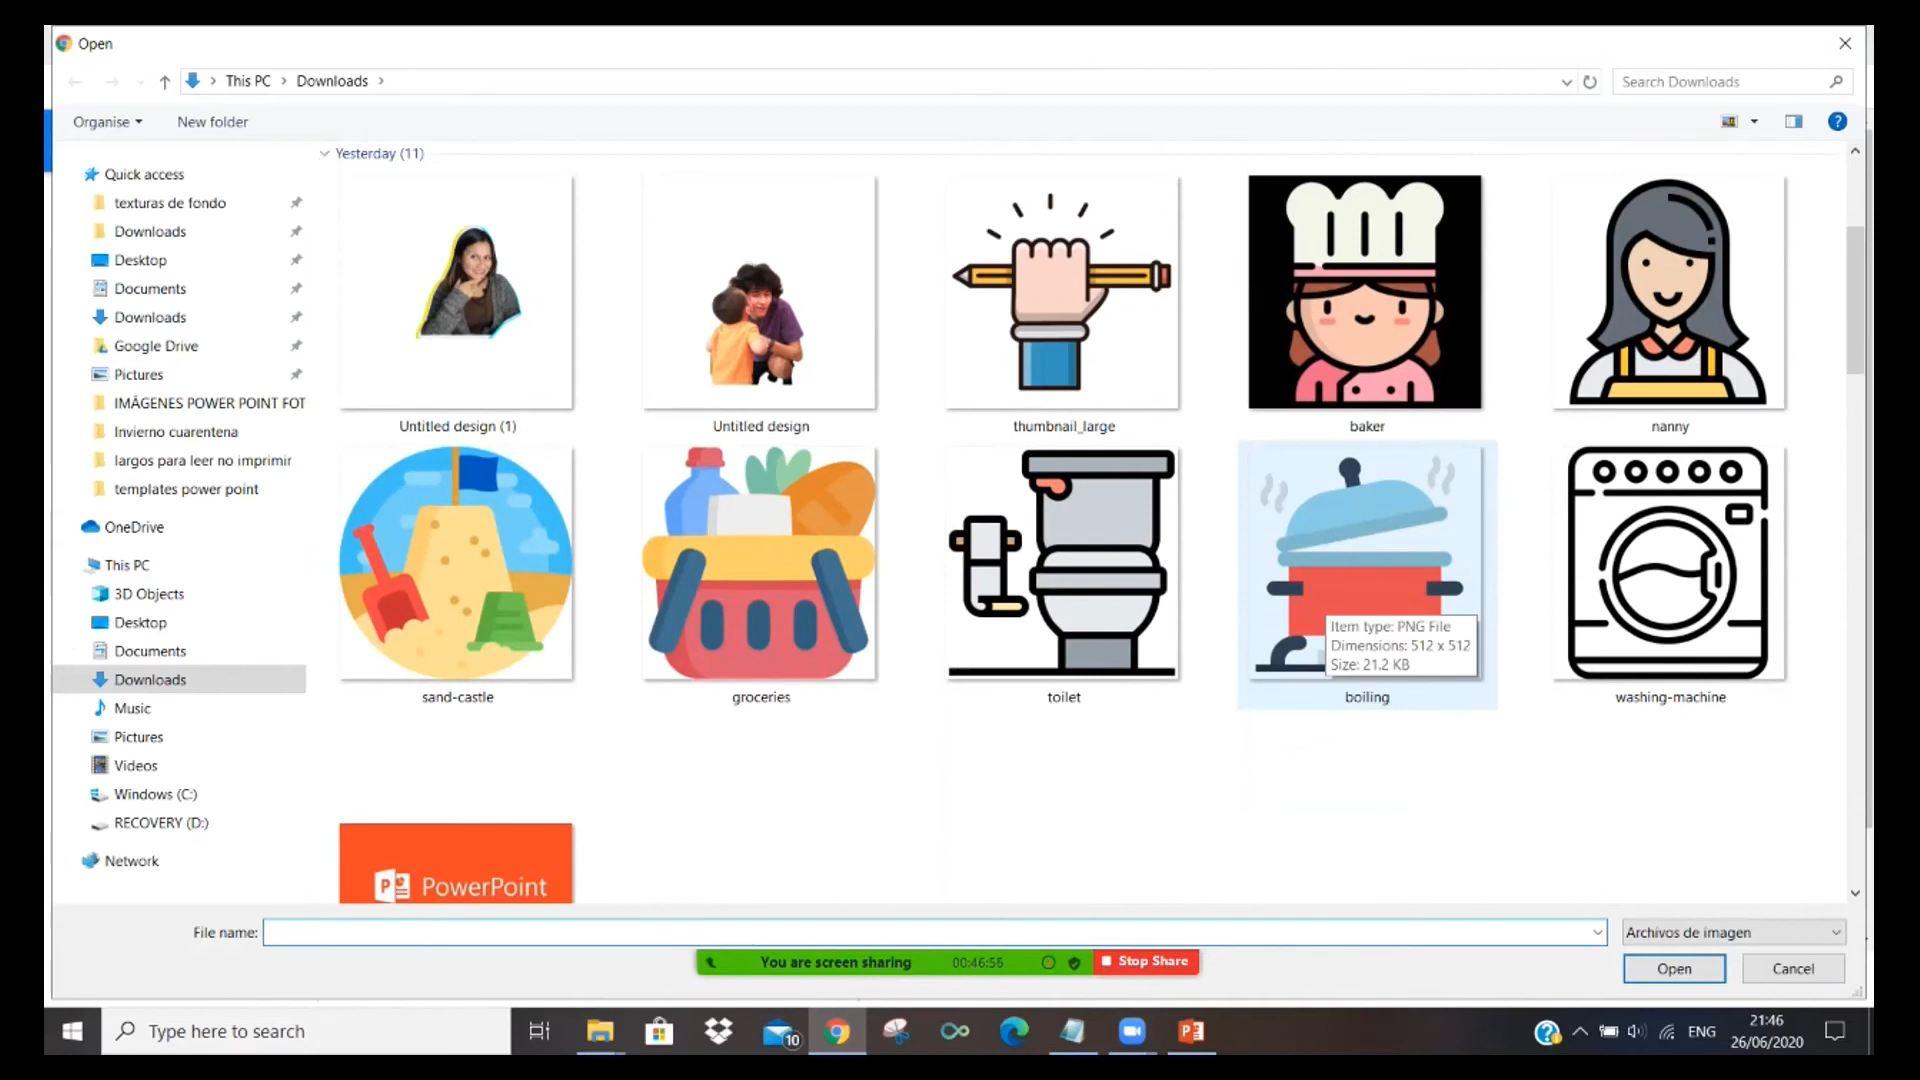 Open
This PC
Downloads
Search Downloads
Organise
New folder
Yesterday (11)
Quick access
texturas de fondo
Downloads
Desktop
Documents
Downloads
Google Drive
Pictures
IMÁGENES POWER POINT FOT
Invierno cuarentena
largos para leer no imprimir
templates power point
OneDrive
This PC
3D Objects
Desktop
Documents
Downloads
Music
Pictures
Videos
Windows (C:)
RECOVERY (D:)
Network
Untitled design (1)
Untitled design
thumbnail_large
baker
nanny
Item type: PNG File
Dimensions: 512 x 512
Size: 21.2 KB
sand-castle
groceries
toilet
boiling
washing-machine
PowerPoint
File name:
Archivos de imagen
You are screen sharing
00:46:56
Stop Share
Open
Cancel
Type here to search
10
ENG
21:46
26/06/2020